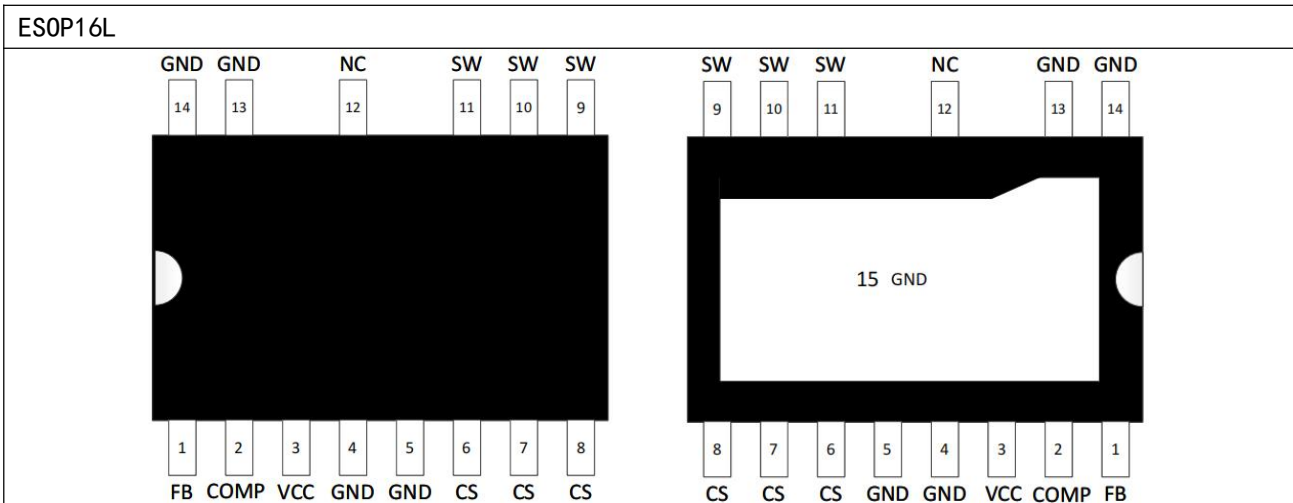 ESOP16L
GND GND NC SW SW SW SW SW SW NC GND GND
14 13 12 11 10 9 9 10 11 12 13 14
15 GND
1 2 3 4 5 6 7 8 8 7 6 5 4 3 2 1
FB COMP VCC GND GND CS CS CS CS CS CS GND GND VCC COMP FB